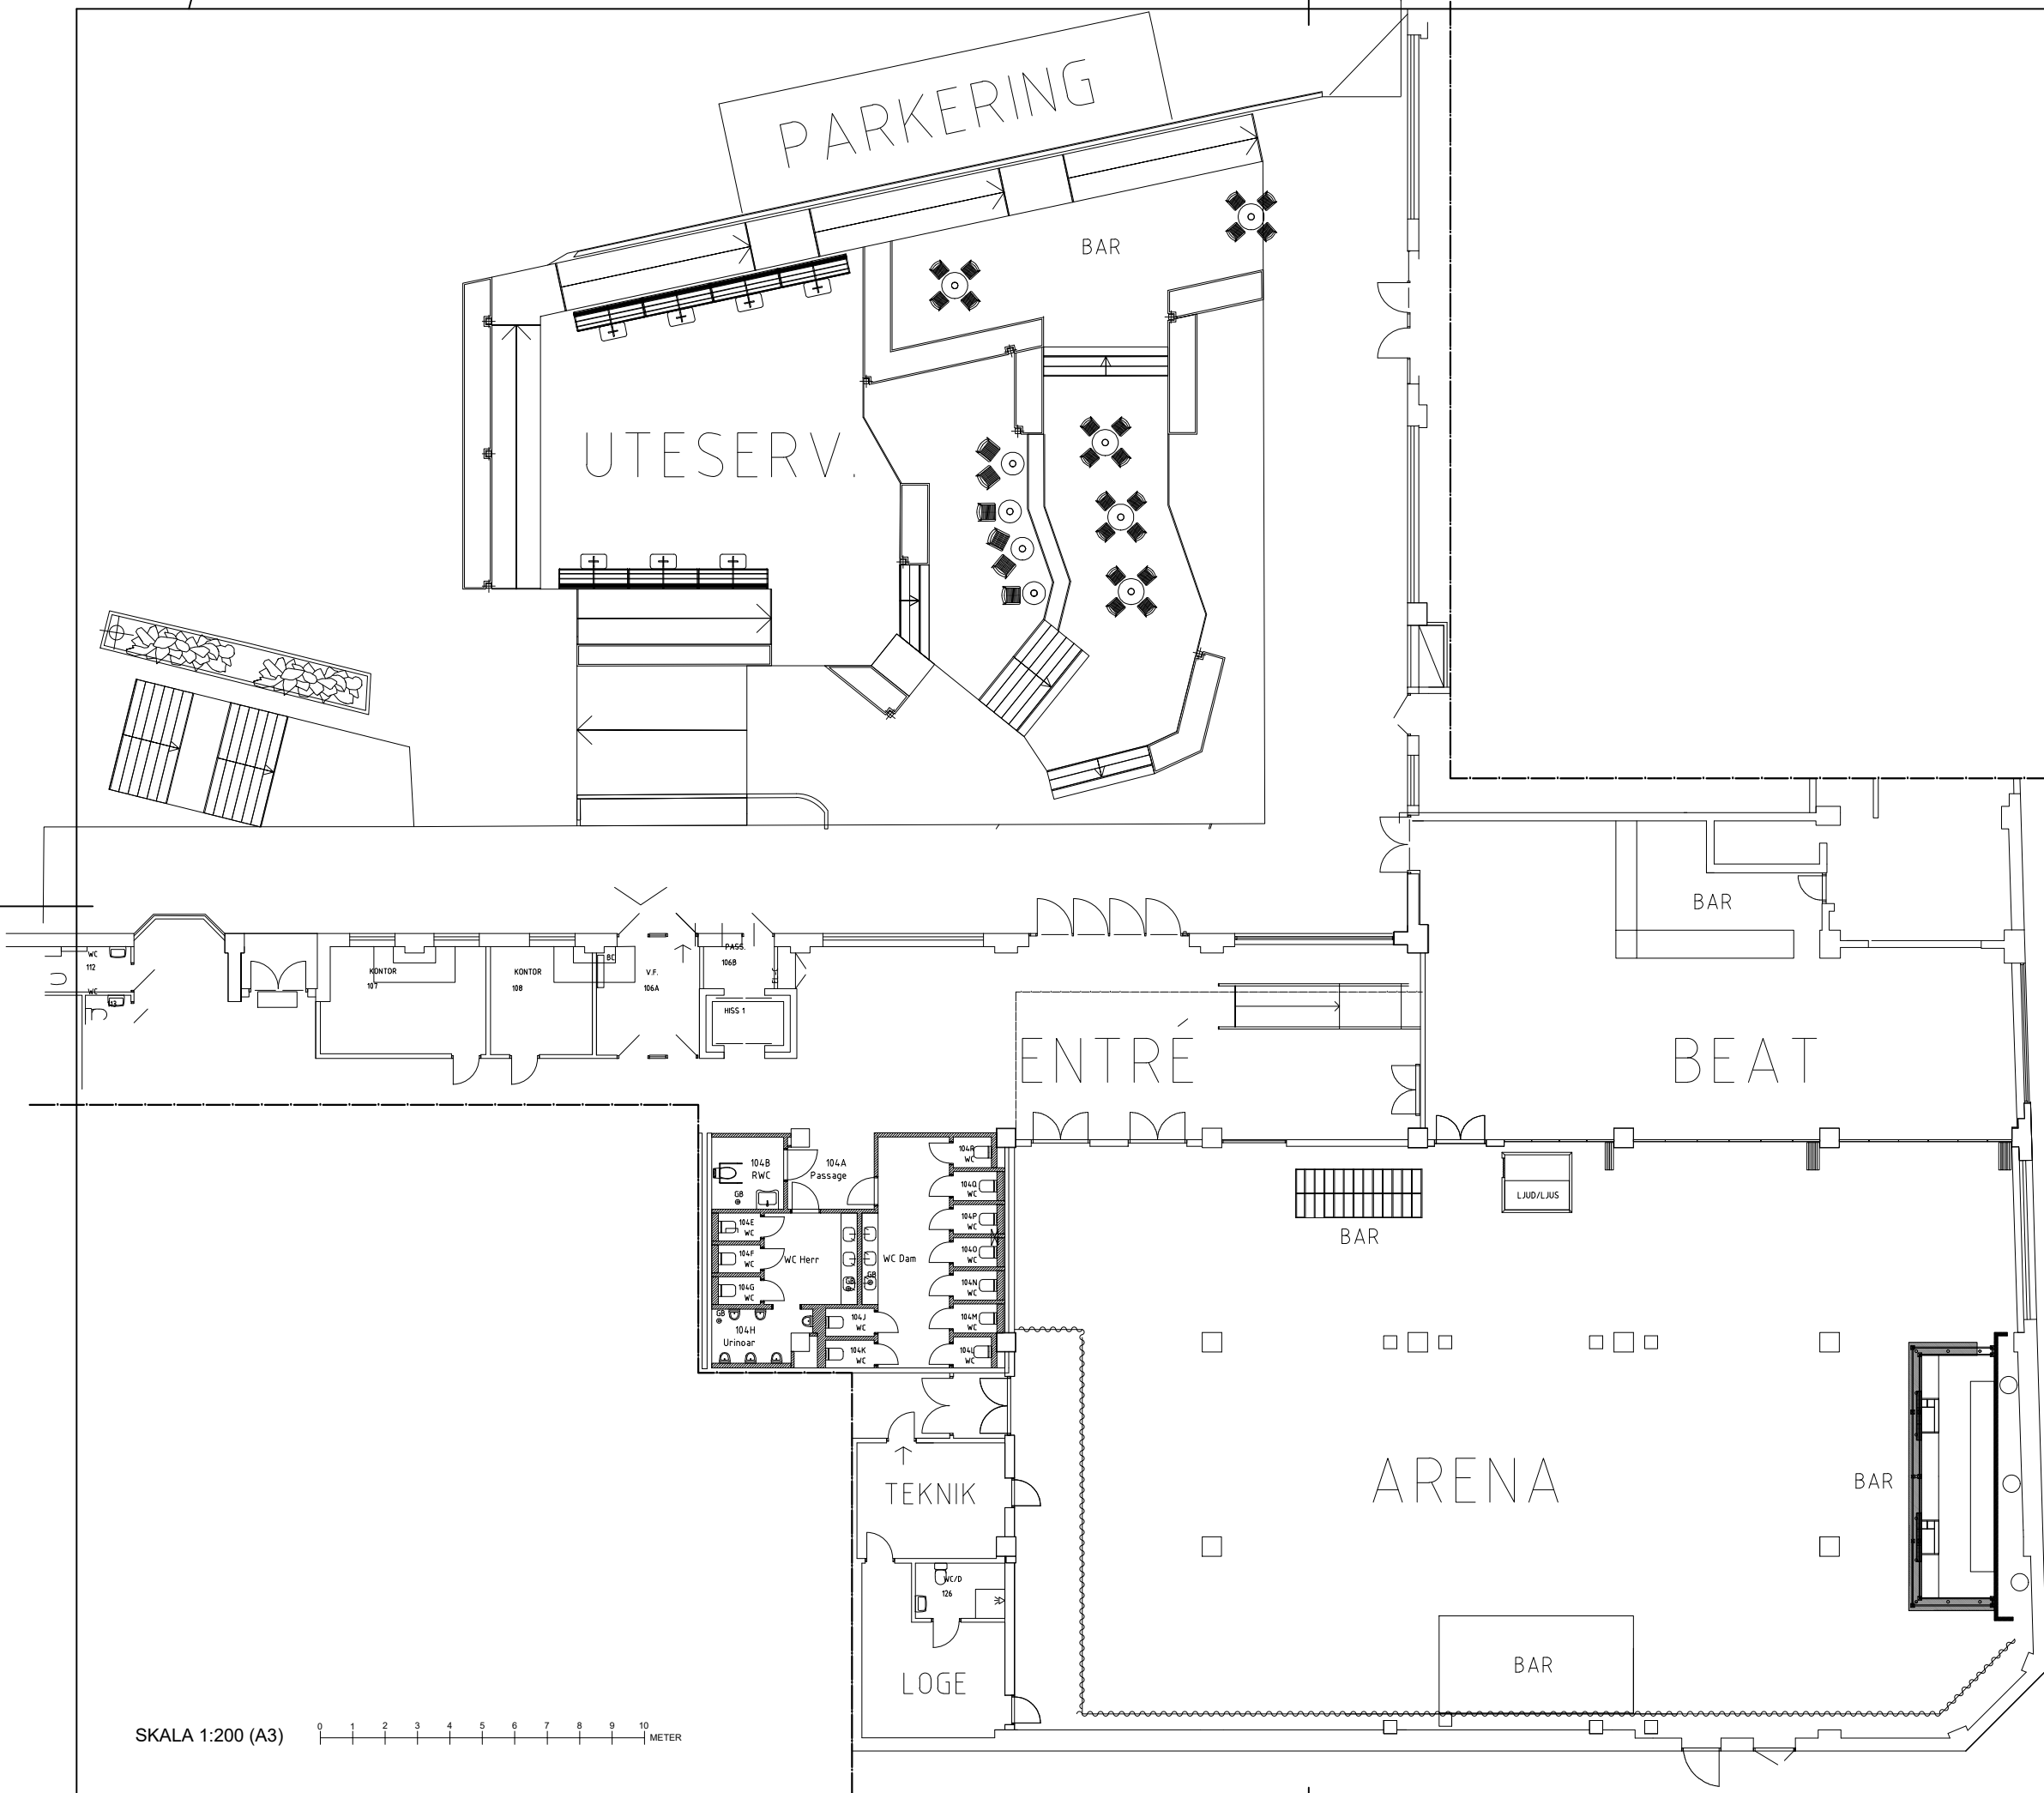 PARKERING
BAR
UTESERV.
BAR
WC
112
WC
113
KONTOR
107
KONTOR
108
BC
V.F.
106A
PASS.
106B
HISS 1
ENTRÉ
BEAT
104B
RWC
GB
104A
Passage
104R
WC
104Q
WC
104P
WC
104O
WC
104N
WC
104M
WC
104L
WC
104E
WC
104F
WC
104G
WC
WC Herr
GB
WC Dam
GB
GB
104H
Urinoar
104J
WC
104K
WC
BAR
LJUD/LJUS
TEKNIK
ARENA
BAR
WC/D
126
LOGE
BAR
SKALA 1:200 (A3)
0 1 2 3 4 5 6 7 8 9 10
METER